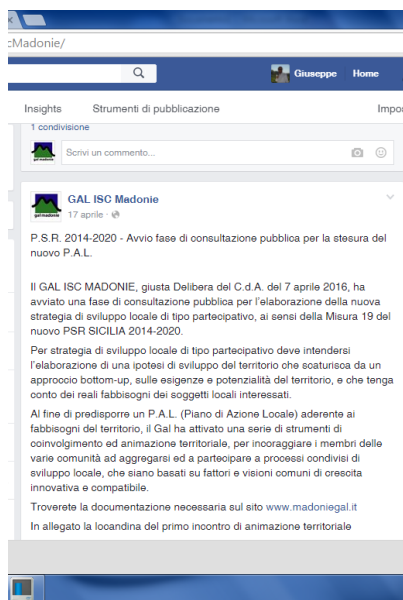 cMadonie/
Giuseppe Home
Insights Strumenti di pubblicazione Impo
1 condivisione
gal madonie
Scrivi un commento...
GAL ISC Madonie
gal madonie
17 aprile ·
P.S.R. 2014-2020 - Avvio fase di consultazione pubblica per la stesura del
nuovo P.A.L.
Il GAL ISC MADONIE, giusta Delibera del C.d.A. del 7 aprile 2016, ha
avviato una fase di consultazione pubblica per l'elaborazione della nuova
strategia di sviluppo locale di tipo partecipativo, ai sensi della Misura 19 del
nuovo PSR SICILIA 2014-2020.
Per strategia di sviluppo locale di tipo partecipativo deve intendersi
l'elaborazione di una ipotesi di sviluppo del territorio che scaturisca da un
approccio bottom-up, sulle esigenze e potenzialità del territorio, e che tenga
conto dei reali fabbisogni dei soggetti locali interessati.
Al fine di predisporre un P.A.L. (Piano di Azione Locale) aderente ai
fabbisogni del territorio, il Gal ha attivato una serie di strumenti di
coinvolgimento ed animazione territoriale, per incoraggiare i membri delle
varie comunità ad aggregarsi ed a partecipare a processi condivisi di
sviluppo locale, che siano basati su fattori e visioni comuni di crescita
innovativa e compatibile.
Troverete la documentazione necessaria sul sito www.madoniegal.it
In allegato la locandina del primo incontro di animazione territoriale